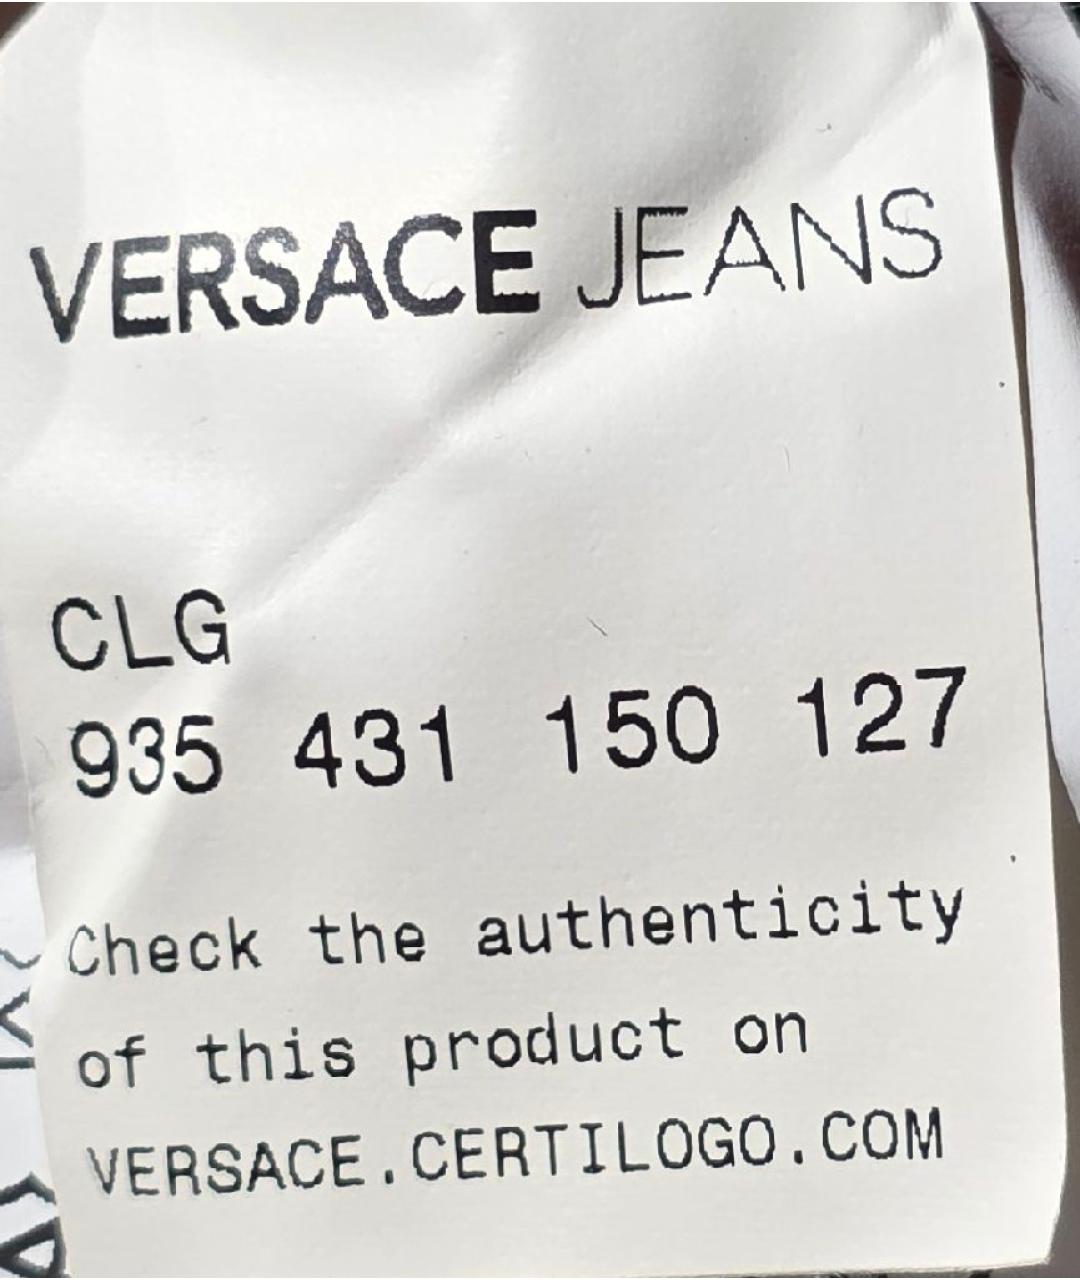 VERSACE JEANS
CLG
935 431 150 127
Check the authenticity
of this product on
VERSACE.CERTILOGO.COM